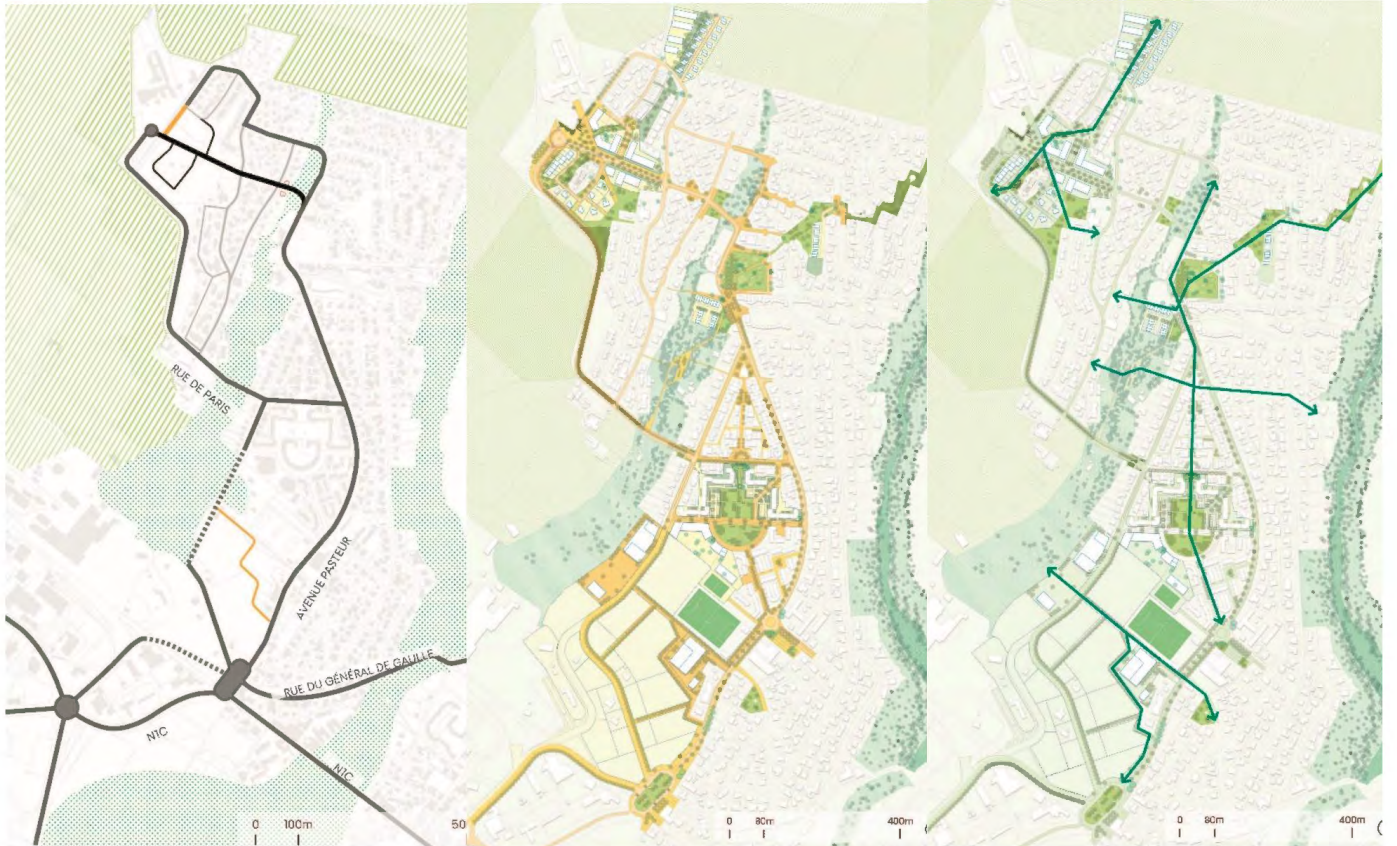 RUE DE PARIS
AVENUE PASTEUR
RUE DU GÉNÉRAL DE GAULLE
N1C
N1C
0 100m
50
0 80m 400m
0 80m 400m